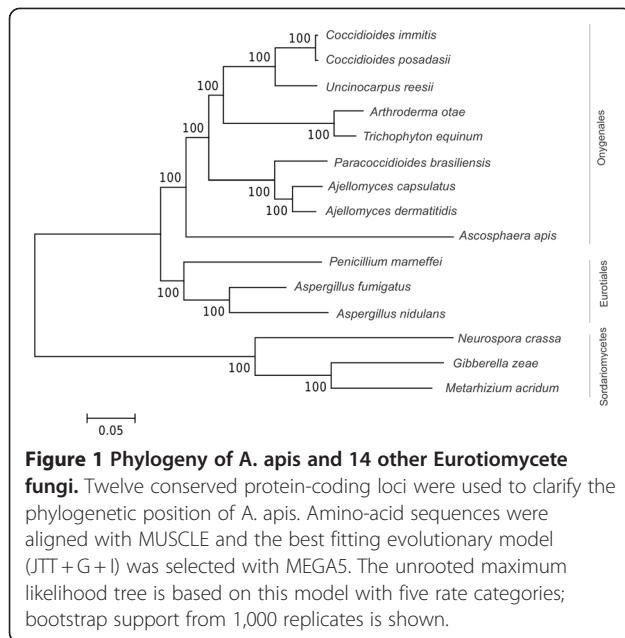 100
Coccidioides immitis
Coccidioides posadasii
100
100
Uncinocarpus reesii
100
Arthroderma otae
100
Trichophyton equinum
100
Paracoccidioides brasiliensis
100
Ajellomyces capsulatus
100
Ajellomyces dermatitidis
100
Ascosphaera apis
Onygenales
Penicillium marneffei
100
Aspergillus fumigatus
100
Aspergillus nidulans
Eurotiales
Neurospora crassa
100
Gibberella zeae
100
Metarhizium acridum
Sordariomycetes
0.05
Figure 1 Phylogeny of A. apis and 14 other Eurotiomycete
fungi. Twelve conserved protein-coding loci were used to clarify the
phylogenetic position of A. apis. Amino-acid sequences were
aligned with MUSCLE and the best fitting evolutionary model
(JTT + G + I) was selected with MEGA5. The unrooted maximum
likelihood tree is based on this model with five rate categories;
bootstrap support from 1,000 replicates is shown.